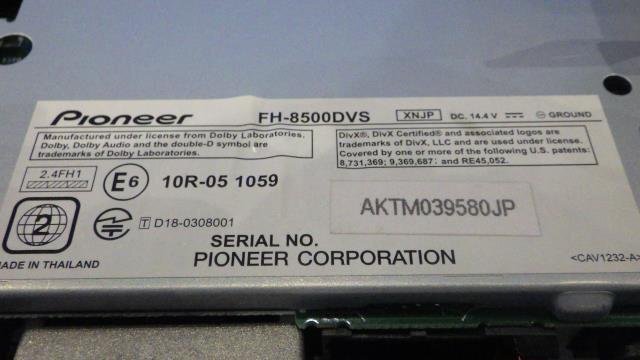 Pioneer FH-8500DVS XNJP DC. 14.4 V ⎓ ⊖ GROUND
Manufactured under license from Dolby Laboratories.
Dolby, Dolby Audio and the double-D symbol are
trademarks of Dolby Laboratories.
DivX®, DivX Certified® and associated logos are
trademarks of DivX, LLC and are used under license.
Covered by one or more of the following U.S. patents:
8,731,369; 9,369,687; and RE45,052.
2.4FH1
E6 10R-05 1059
AKTM039580JP
2
T D18-0308001
SERIAL NO.
MADE IN THAILAND
PIONEER CORPORATION
<CAV1232-A>